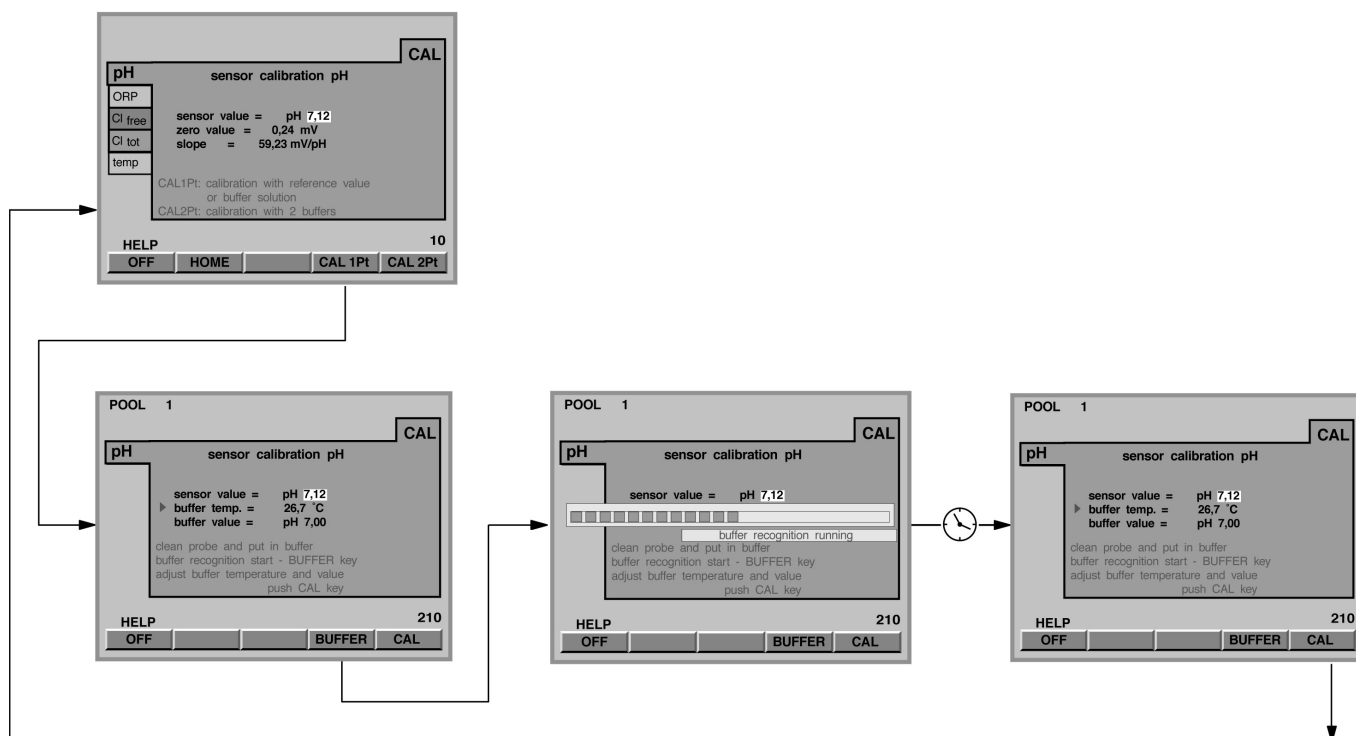 CAL
pH
sensor calibration pH
ORP
Cl free
Cl tot
temp
sensor value = pH 7,12
zero value = 0,24 mV
slope = 59,23 mV/pH
CAL1Pt: calibration with reference value
or buffer solution
CAL2Pt: calibration with 2 buffers
HELP
10
OFF HOME CAL 1Pt CAL 2Pt
POOL 1
CAL
pH
sensor calibration pH
sensor value = pH 7,12
buffer temp. = 26,7 °C
buffer value = pH 7,00
clean probe and put in buffer
buffer recognition start - BUFFER key
adjust buffer temperature and value
push CAL key
HELP
210
OFF BUFFER CAL
POOL 1
CAL
pH
sensor calibration pH
sensor value = pH 7,12
buffer recognition running
clean probe and put in buffer
buffer recognition start - BUFFER key
adjust buffer temperature and value
push CAL key
HELP
210
OFF BUFFER CAL
POOL 1
CAL
pH
sensor calibration pH
sensor value = pH 7,12
buffer temp. = 26,7 °C
buffer value = pH 7,00
clean probe and put in buffer
buffer recognition start - BUFFER key
adjust buffer temperature and value
push CAL key
HELP
210
OFF BUFFER CAL